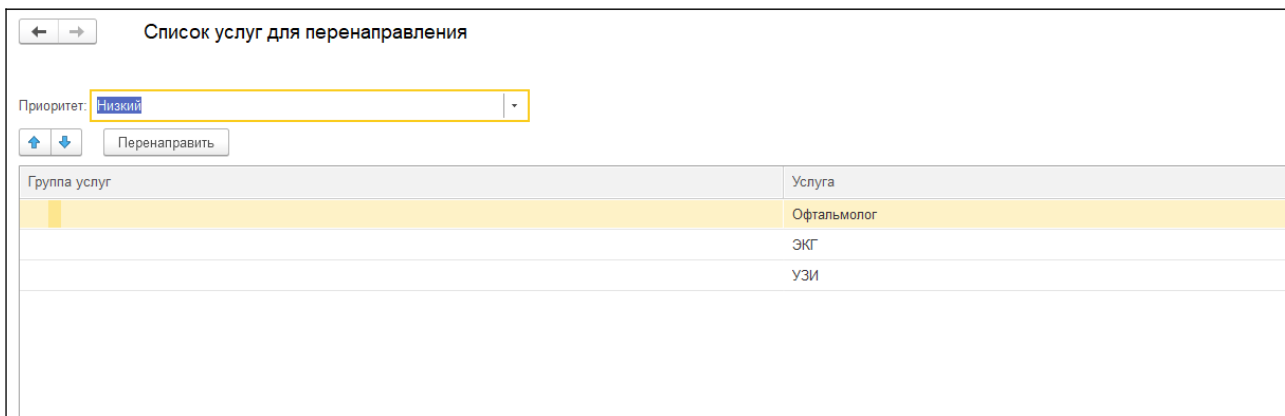 Список услуг для перенаправления
Приоритет: Низкий
Перенаправить
Группа услуг Услуга
Офтальмолог
ЭКГ
УЗИ